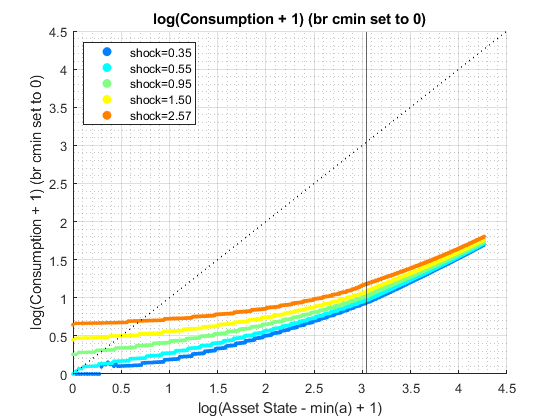 log(Consumption + 1) (br cmin set to 0)
4.5
4
3.5
3
2.5
2
1.5
1
0.5
0
log(Consumption + 1) (br cmin set to 0)
shock=0.35
shock=0.55
shock=0.95
shock=1.50
shock=2.57
0 0.5 1 1.5 2 2.5 3 3.5 4 4.5
log(Asset State - min(a) + 1)